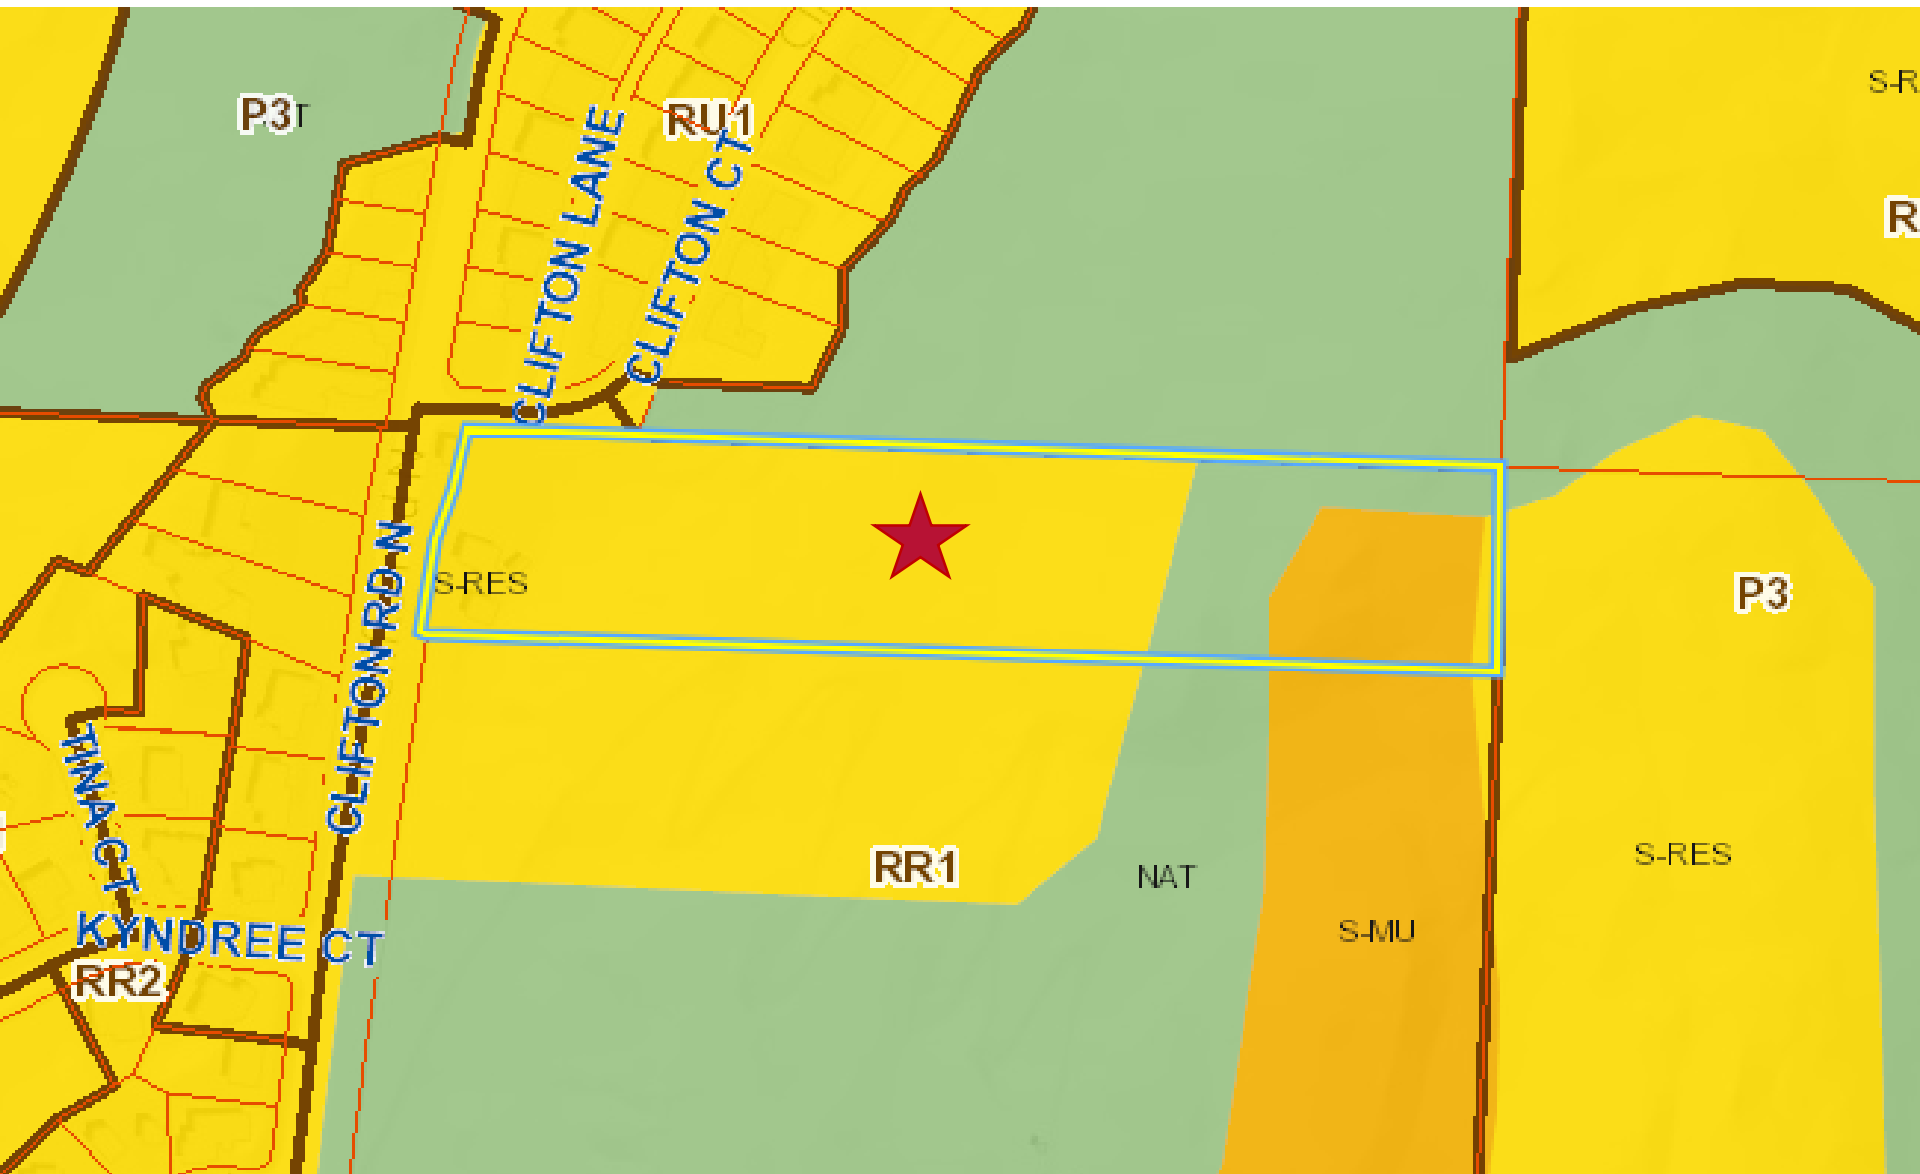 S-R
P3
T
RU1
CLIFTON LANE
CLIFTON CT
R
S-RES
CLIFTON RD N
P3
TINA CT
RR1
NAT
S-RES
S-MU
KYNDREE CT
RR2